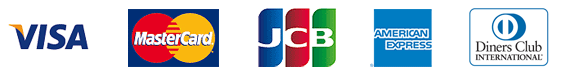 VISA
MasterCard
JCB
AMERICAN
EXPRESS
Diners Club
INTERNATIONAL®